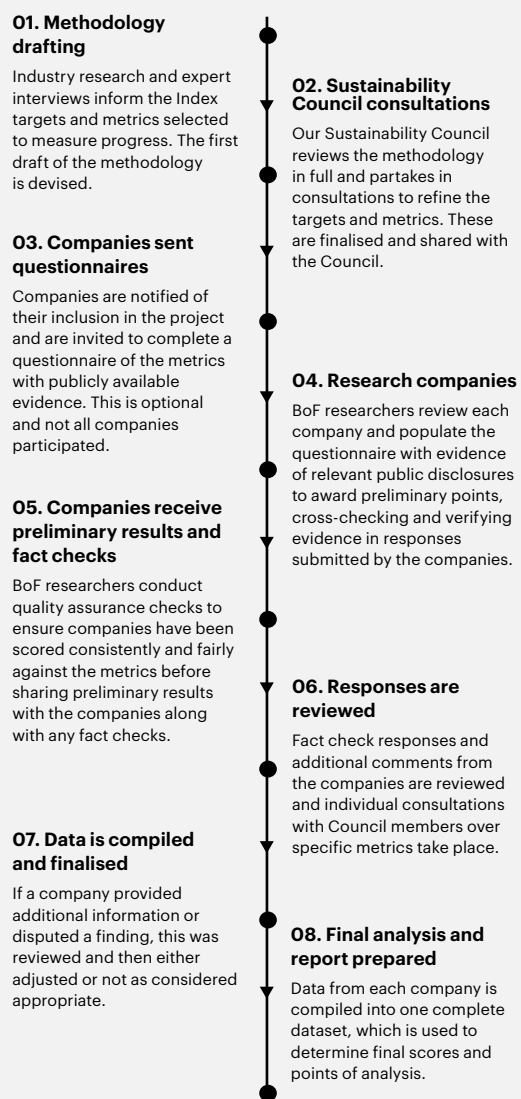 01. Methodology
drafting
Industry research and expert
interviews inform the Index
targets and metrics selected
to measure progress. The first
draft of the methodology
is devised.
02. Sustainability
Council consultations
Our Sustainability Council
reviews the methodology
in full and partakes in
consultations to refine the
targets and metrics. These
are finalised and shared with
the Council.
03. Companies sent
questionnaires
Companies are notified of
their inclusion in the project
and are invited to complete a
questionnaire of the metrics
with publicly available
evidence. This is optional
and not all companies
participated.
04. Research companies
BoF researchers review each
company and populate the
questionnaire with evidence
of relevant public disclosures
to award preliminary points,
cross-checking and verifying
evidence in responses
submitted by the companies.
05. Companies receive
preliminary results and
fact checks
BoF researchers conduct
quality assurance checks to
ensure companies have been
scored consistently and fairly
against the metrics before
sharing preliminary results
with the companies along
with any fact checks.
06. Responses are
reviewed
Fact check responses and
additional comments from
the companies are reviewed
and individual consultations
with Council members over
specific metrics take place.
07. Data is compiled
and finalised
If a company provided
additional information or
disputed a finding, this was
reviewed and then either
adjusted or not as considered
appropriate.
08. Final analysis and
report prepared
Data from each company is
compiled into one complete
dataset, which is used to
determine final scores and
points of analysis.